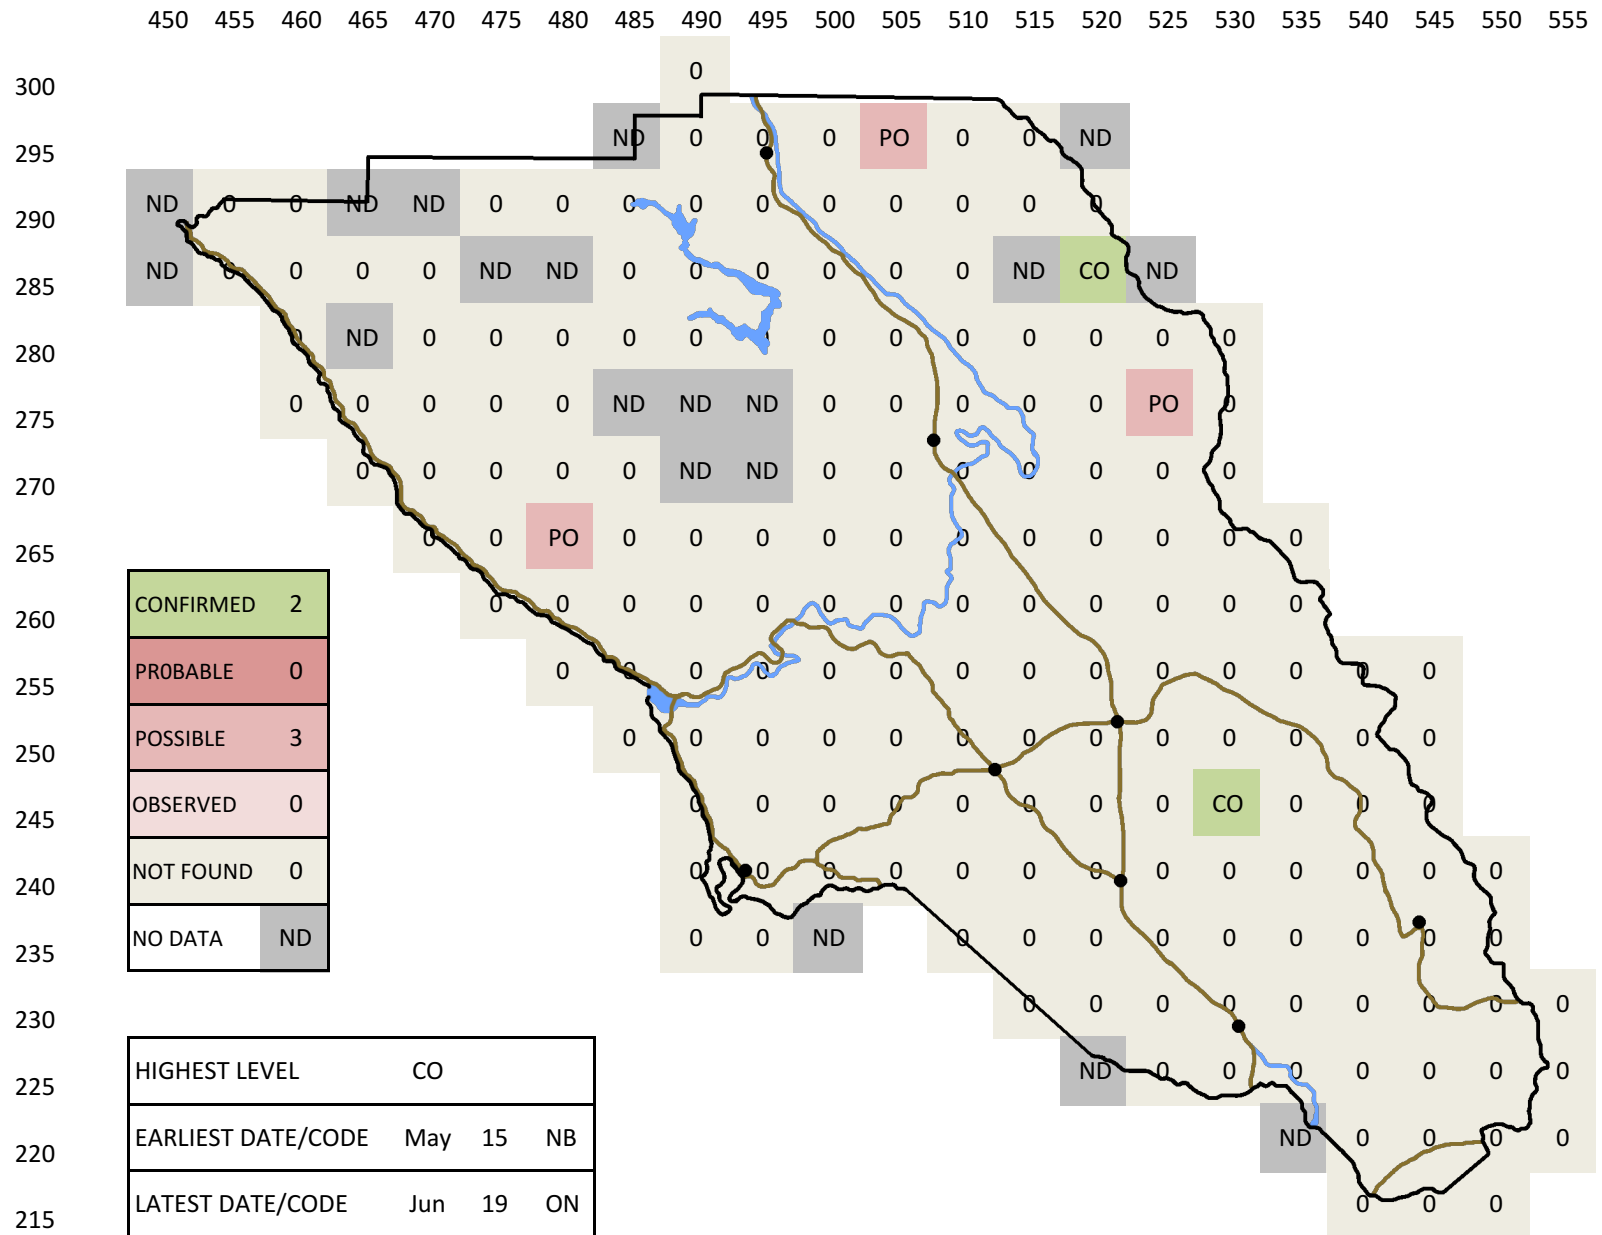 450 455 460 465 470 475 480 485 490 495 500 505 510 515 520 525 530 535 540 545 550 555
300 0
295 ND 0 0 0 PO 0 0 ND
290 ND 0 0 ND ND 0 0 0 0 0 0 0 0 0 0
285 ND 0 0 0 0 ND ND 0 0 0 0 0 0 ND CO ND
280 0 ND 0 0 0 0 0 0 0 0 0 0 0 0 0
275 0 0 0 0 0 ND ND ND 0 0 0 0 0 PO 0
270 0 0 0 0 0 ND ND 0 0 0 0 0 0
265 0 0 PO 0 0 0 0 0 0 0 0 0 0 0
260 CONFIRMED 2 0 0 0 0 0 0 0 0 0 0 0 0 0
255 PR0BABLE 0 0 0 0 0 0 0 0 0 0 0 0 0 0 0
250 POSSIBLE 3 0 0 0 0 0 0 0 0 0 0 0 0 0
245 OBSERVED 0 0 0 0 0 0 0 0 0 CO 0 0 0
240 NOT FOUND 0 0 0 0 0 0 0 0 0 0 0 0 0 0
235 NO DATA ND 0 0 ND 0 0 0 0 0 0 0 0 0
230 0 0 0 0 0 0 0 0 0
225 HIGHEST LEVEL CO ND 0 0 0 0 0 0 0
220 EARLIEST DATE/CODE May 15 NB ND 0 0 0 0
215 LATEST DATE/CODE Jun 19 ON 0 0 0